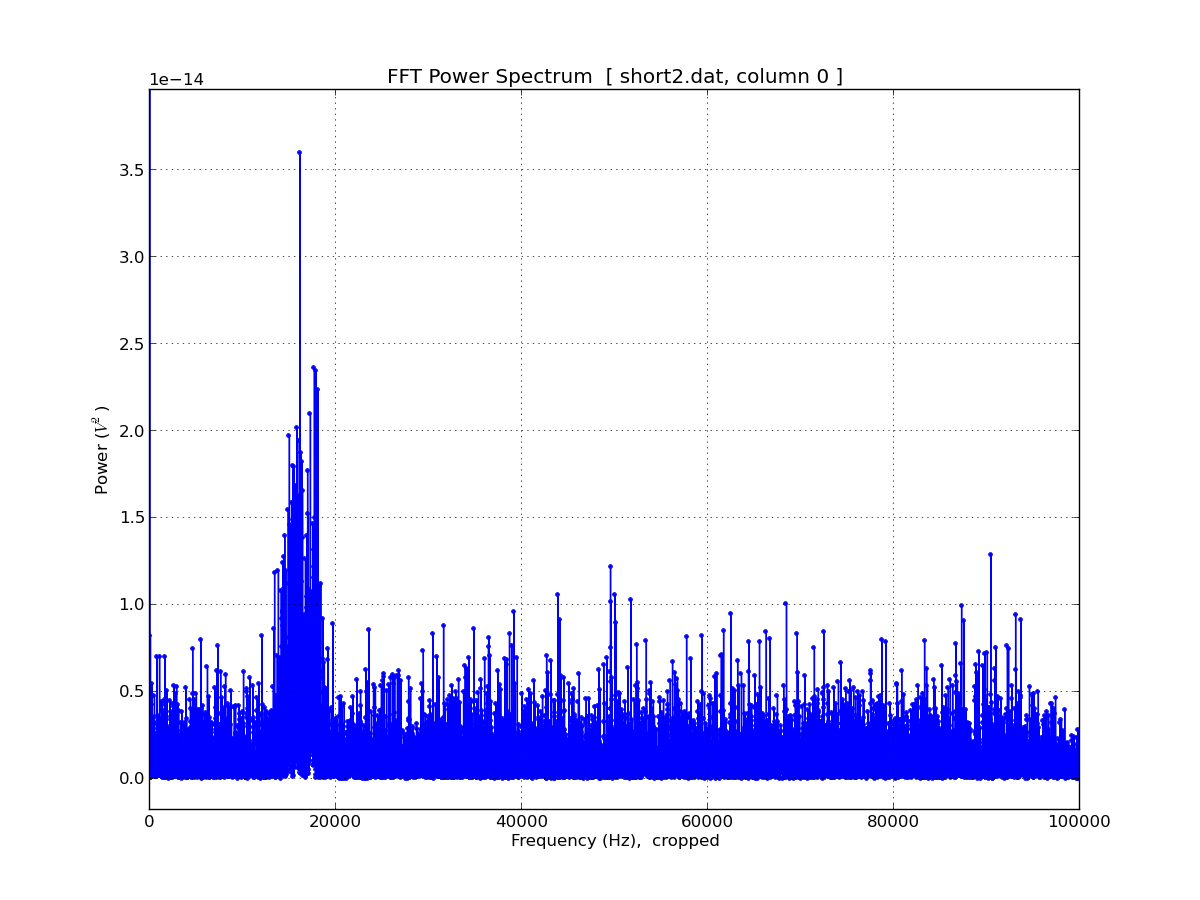 FFT Power Spectrum [ short2.dat, column 0 ]
1e−14
3.5
3.0
2.5
2.0
1.5
1.0
0.5
0.0
Power (V²)
0 20000 40000 60000 80000 100000
Frequency (Hz), cropped